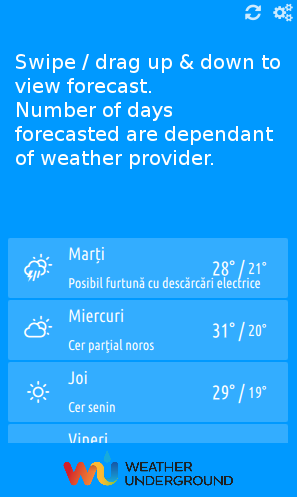 Swipe / drag up & down to
view forecast.
Number of days
forecasted are dependant
of weather provider.
Marți
28° / 21°
Posibil furtună cu descărcări electrice
Miercuri
31° / 20°
Cer parțial noros
Joi
29° / 19°
Cer senin
Vineri
WEATHER
UNDERGROUND